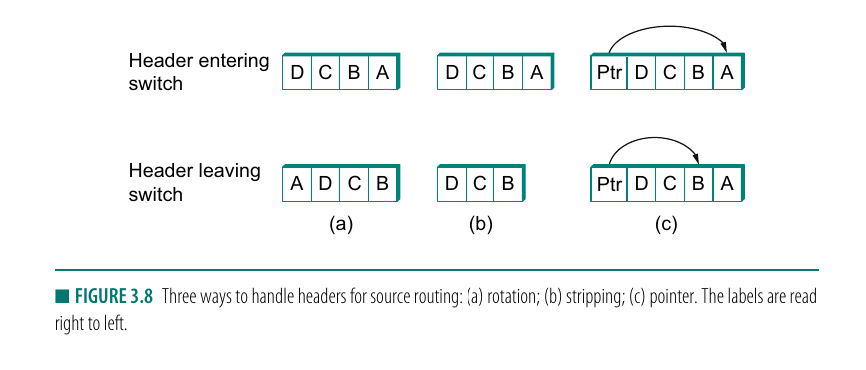 Header entering
switch
D C B A
D C B A
Ptr D C B A
Header leaving
switch
A D C B
D C B
Ptr D C B A
(a)
(b)
(c)
■ FIGURE 3.8 Three ways to handle headers for source routing: (a) rotation; (b) stripping; (c) pointer. The labels are read
right to left.